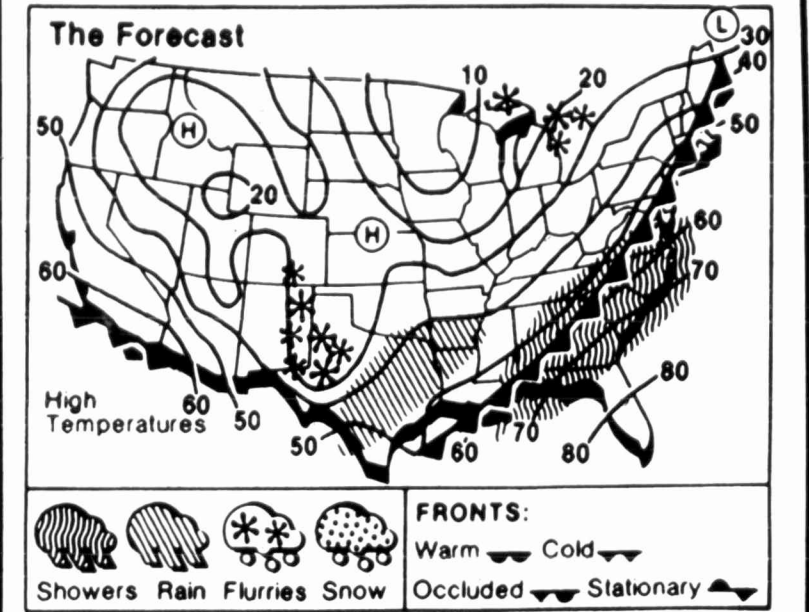 The Forecast
L
30
40
10
20
50
50
H
20
H
60
60
70
80
High
Temperatures
60
50
50
60
70
80
Showers Rain Flurries Snow
FRONTS:
Warm Cold
Occluded Stationary